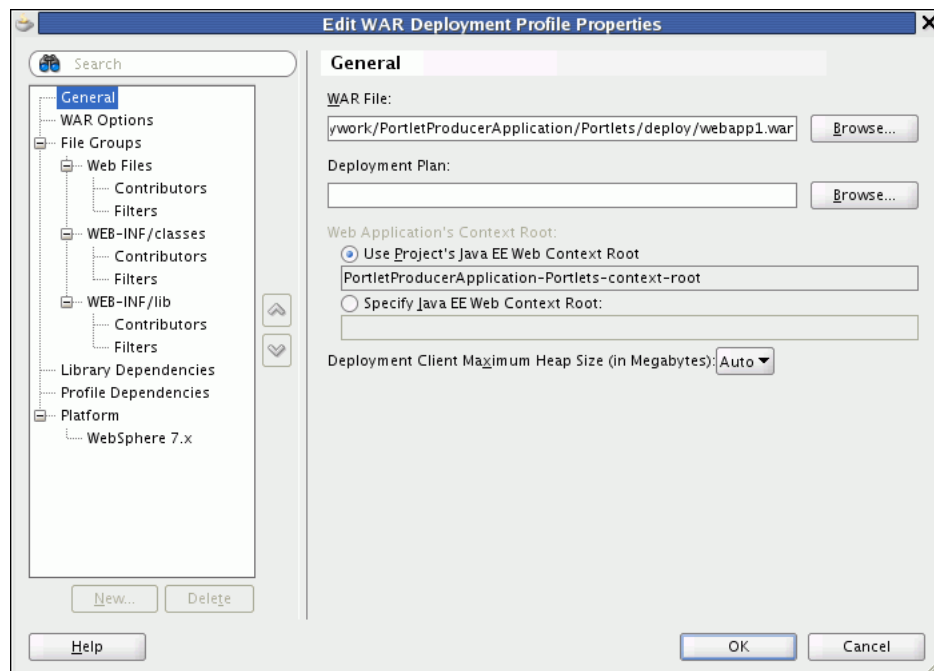 Edit WAR Deployment Profile Properties
Search
General
WAR Options
File Groups
Web Files
Contributors
Filters
WEB-INF/classes
Contributors
Filters
WEB-INF/lib
Contributors
Filters
Library Dependencies
Profile Dependencies
Platform
WebSphere 7.x
New...
Delete
General
WAR File:
ywork/PortletProducerApplication/Portlets/deploy/webapp1.war
Browse...
Deployment Plan:
Browse...
Web Application's Context Root:
Use Project's Java EE Web Context Root
PortletProducerApplication-Portlets-context-root
Specify Java EE Web Context Root:
Deployment Client Maximum Heap Size (in Megabytes): Auto
Help
OK
Cancel